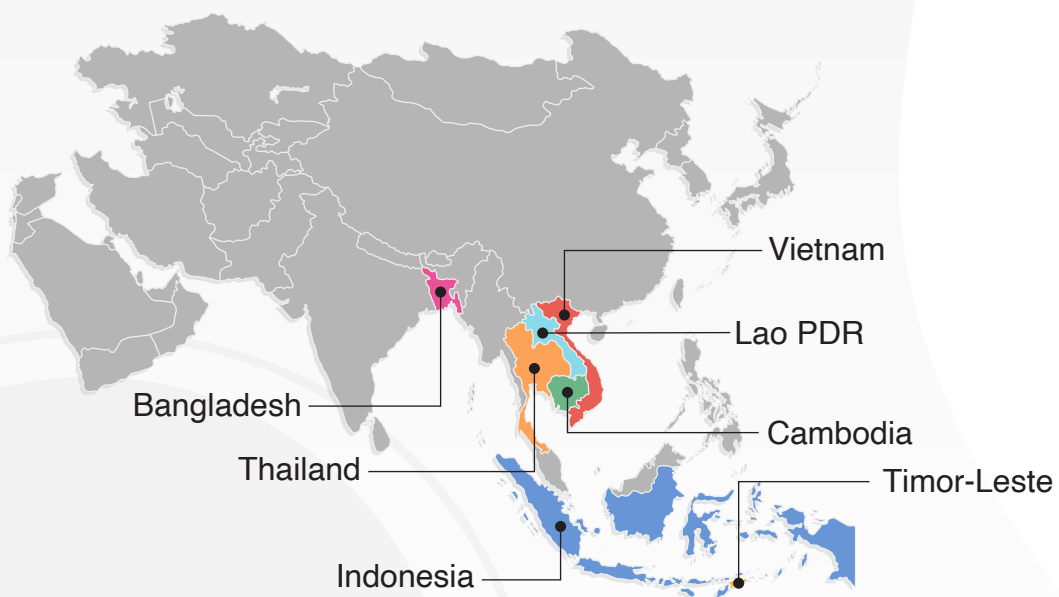 Vietnam
Lao PDR
Bangladesh
Cambodia
Thailand
Timor-Leste
Indonesia